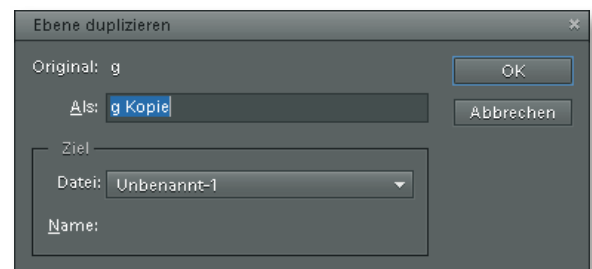 Ebene duplizieren
Original: g
OK
Als: g Kopie
Abbrechen
Ziel
Datei: Unbenannt-1
Name: